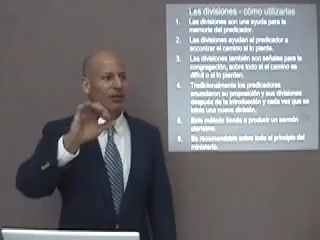 Las divisiones - cómo utilizarlas
1. Las divisiones son una ayuda para la
memoria del predicador.
2. Las divisiones ayudan al predicador a
encontrar el camino si lo pierde.
3. Las divisiones también son señales para la
congregación, sobre todo si el camino es
difícil o si lo pierden.
4. Tradicionalmente los predicadores
anunciaron su proposición y sus divisiones
después de la introducción y cada vez que se
inicia una nueva división.
5. Este método tiende a producir un sermón
clarísimo.
6. Es recomendable sobre todo al principio del
ministerio.